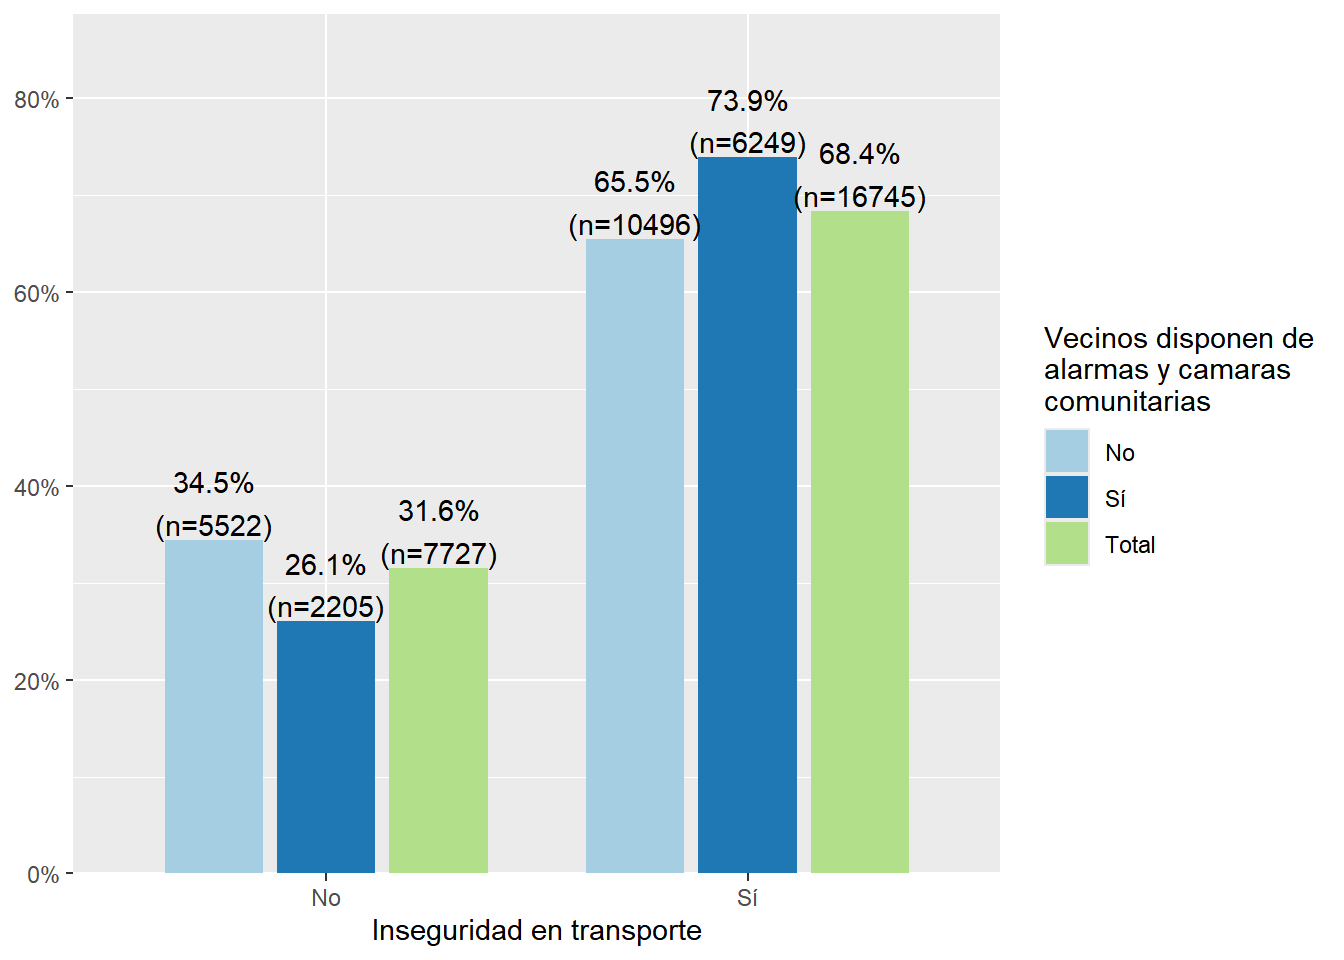 80%
60%
40%
20%
0%
34.5%
(n=5522)
26.1%
(n=2205)
31.6%
(n=7727)
65.5%
(n=10496)
73.9%
(n=6249)
68.4%
(n=16745)
No
Sí
Inseguridad en transporte
Vecinos disponen de
alarmas y camaras
comunitarias
No
Sí
Total